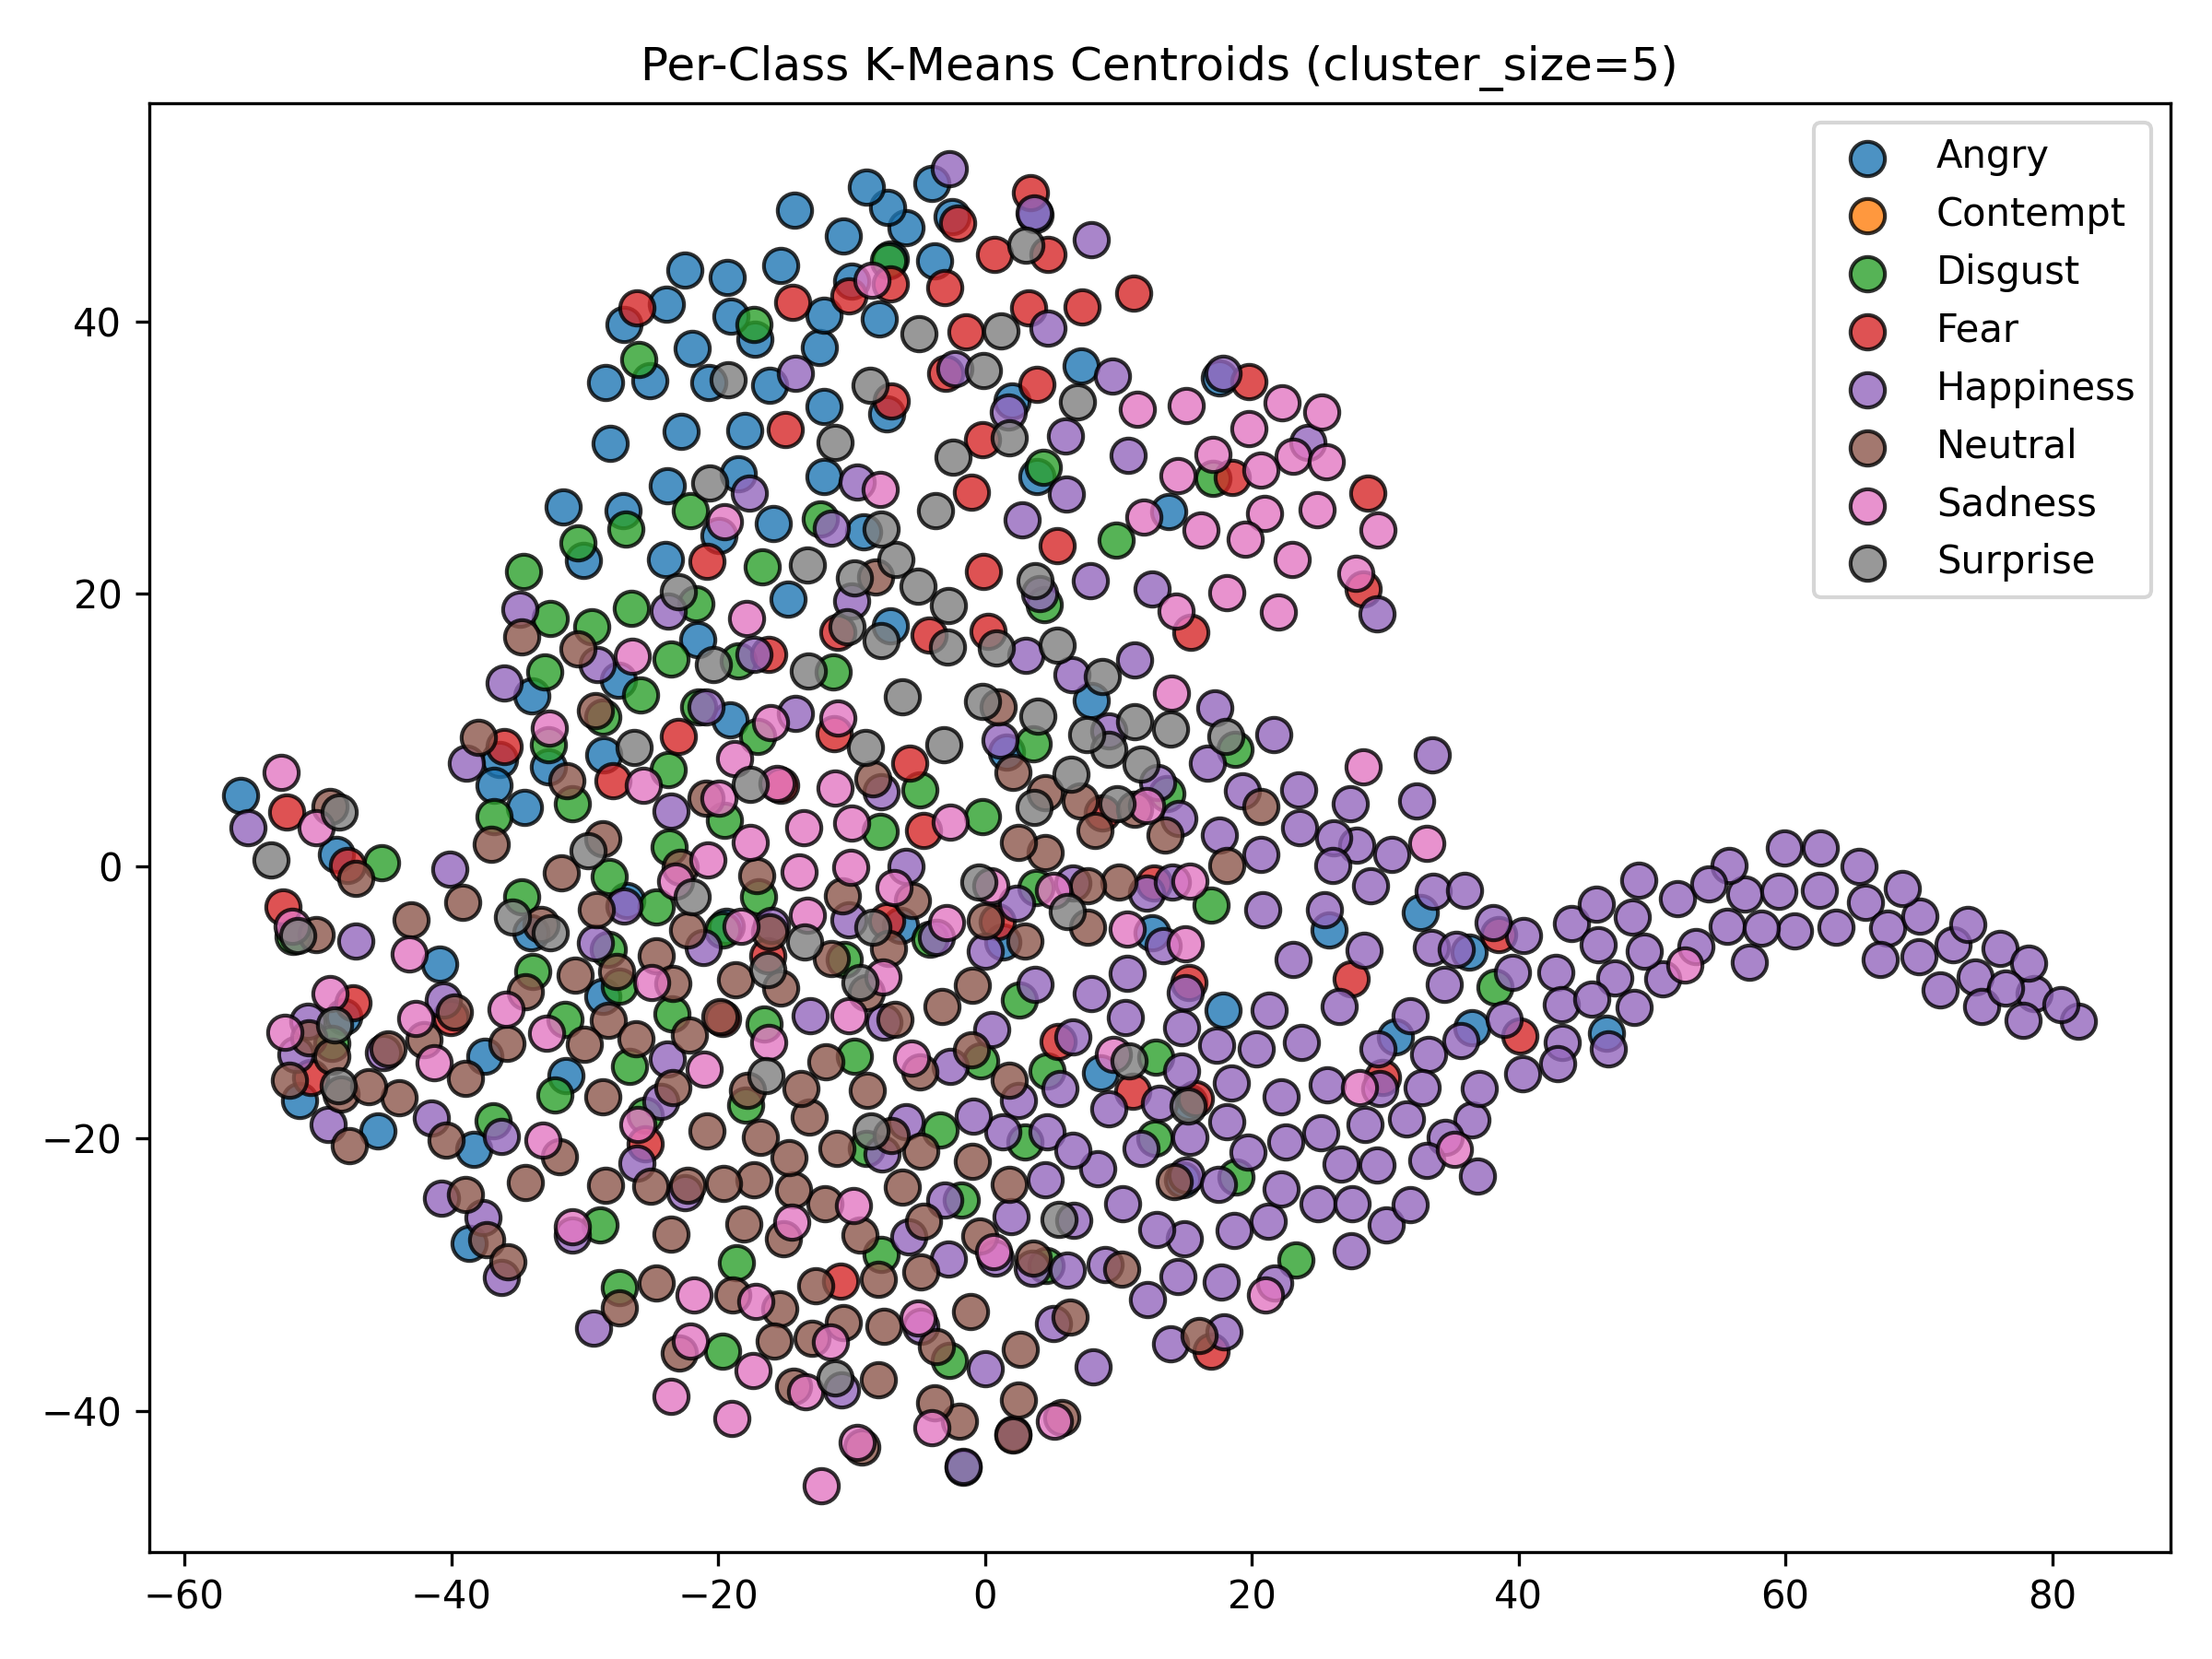 Per-Class K-Means Centroids (cluster_size=5)
Angry
Contempt
Disgust
Fear
Happiness
Neutral
Sadness
Surprise
40
20
0
−20
−40
−60 −40 −20 0 20 40 60 80